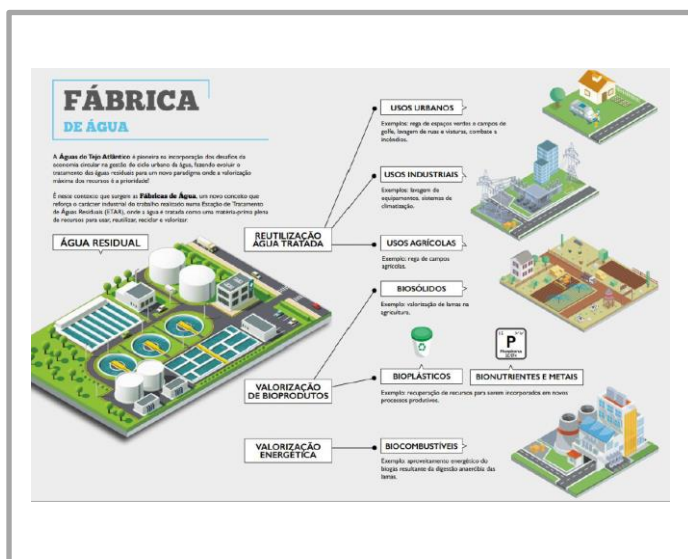 FÁBRICA
DE ÁGUA
A Águas do Tejo Atlântico é pioneira na incorporação dos desafios da
economia circular na gestão do ciclo urbano da água, fazendo evoluir o
tratamento das águas residuais para um novo paradigma onde a valorização
máxima dos recursos é a prioridade!
É neste contexto que surgem as Fábricas de Água, um novo conceito que
reforça o carácter industrial do trabalho realizado numa Estação de Tratamento
de Águas Residuais (ETAR), onde a água é tratada como uma matéria-prima plena
de recursos para usar, reutilizar, reciclar e valorizar.
ÁGUA RESIDUAL
REUTILIZAÇÃO
ÁGUA TRATADA
USOS URBANOS
Exemplos: rega de espaços verdes e campos de
golfe, lavagem de ruas e viaturas, combate a
incêndios.
USOS INDUSTRIAIS
Exemplos: lavagem de
equipamentos, sistemas de
climatização.
USOS AGRÍCOLAS
Exemplo: rega de campos
agrícolas.
VALORIZAÇÃO
DE BIOPRODUTOS
BIOSÓLIDOS
Exemplo: valorização de lamas na
agricultura.
P
BIOPLÁSTICOS
BIONUTRIENTES E METAIS
Exemplo: recuperação de recursos para serem incorporados em novos
processos produtivos.
VALORIZAÇÃO
ENERGÉTICA
BIOCOMBUSTÍVEIS
Exemplo: aproveitamento energético do
biogás resultante da digestão anaeróbia das
lamas.